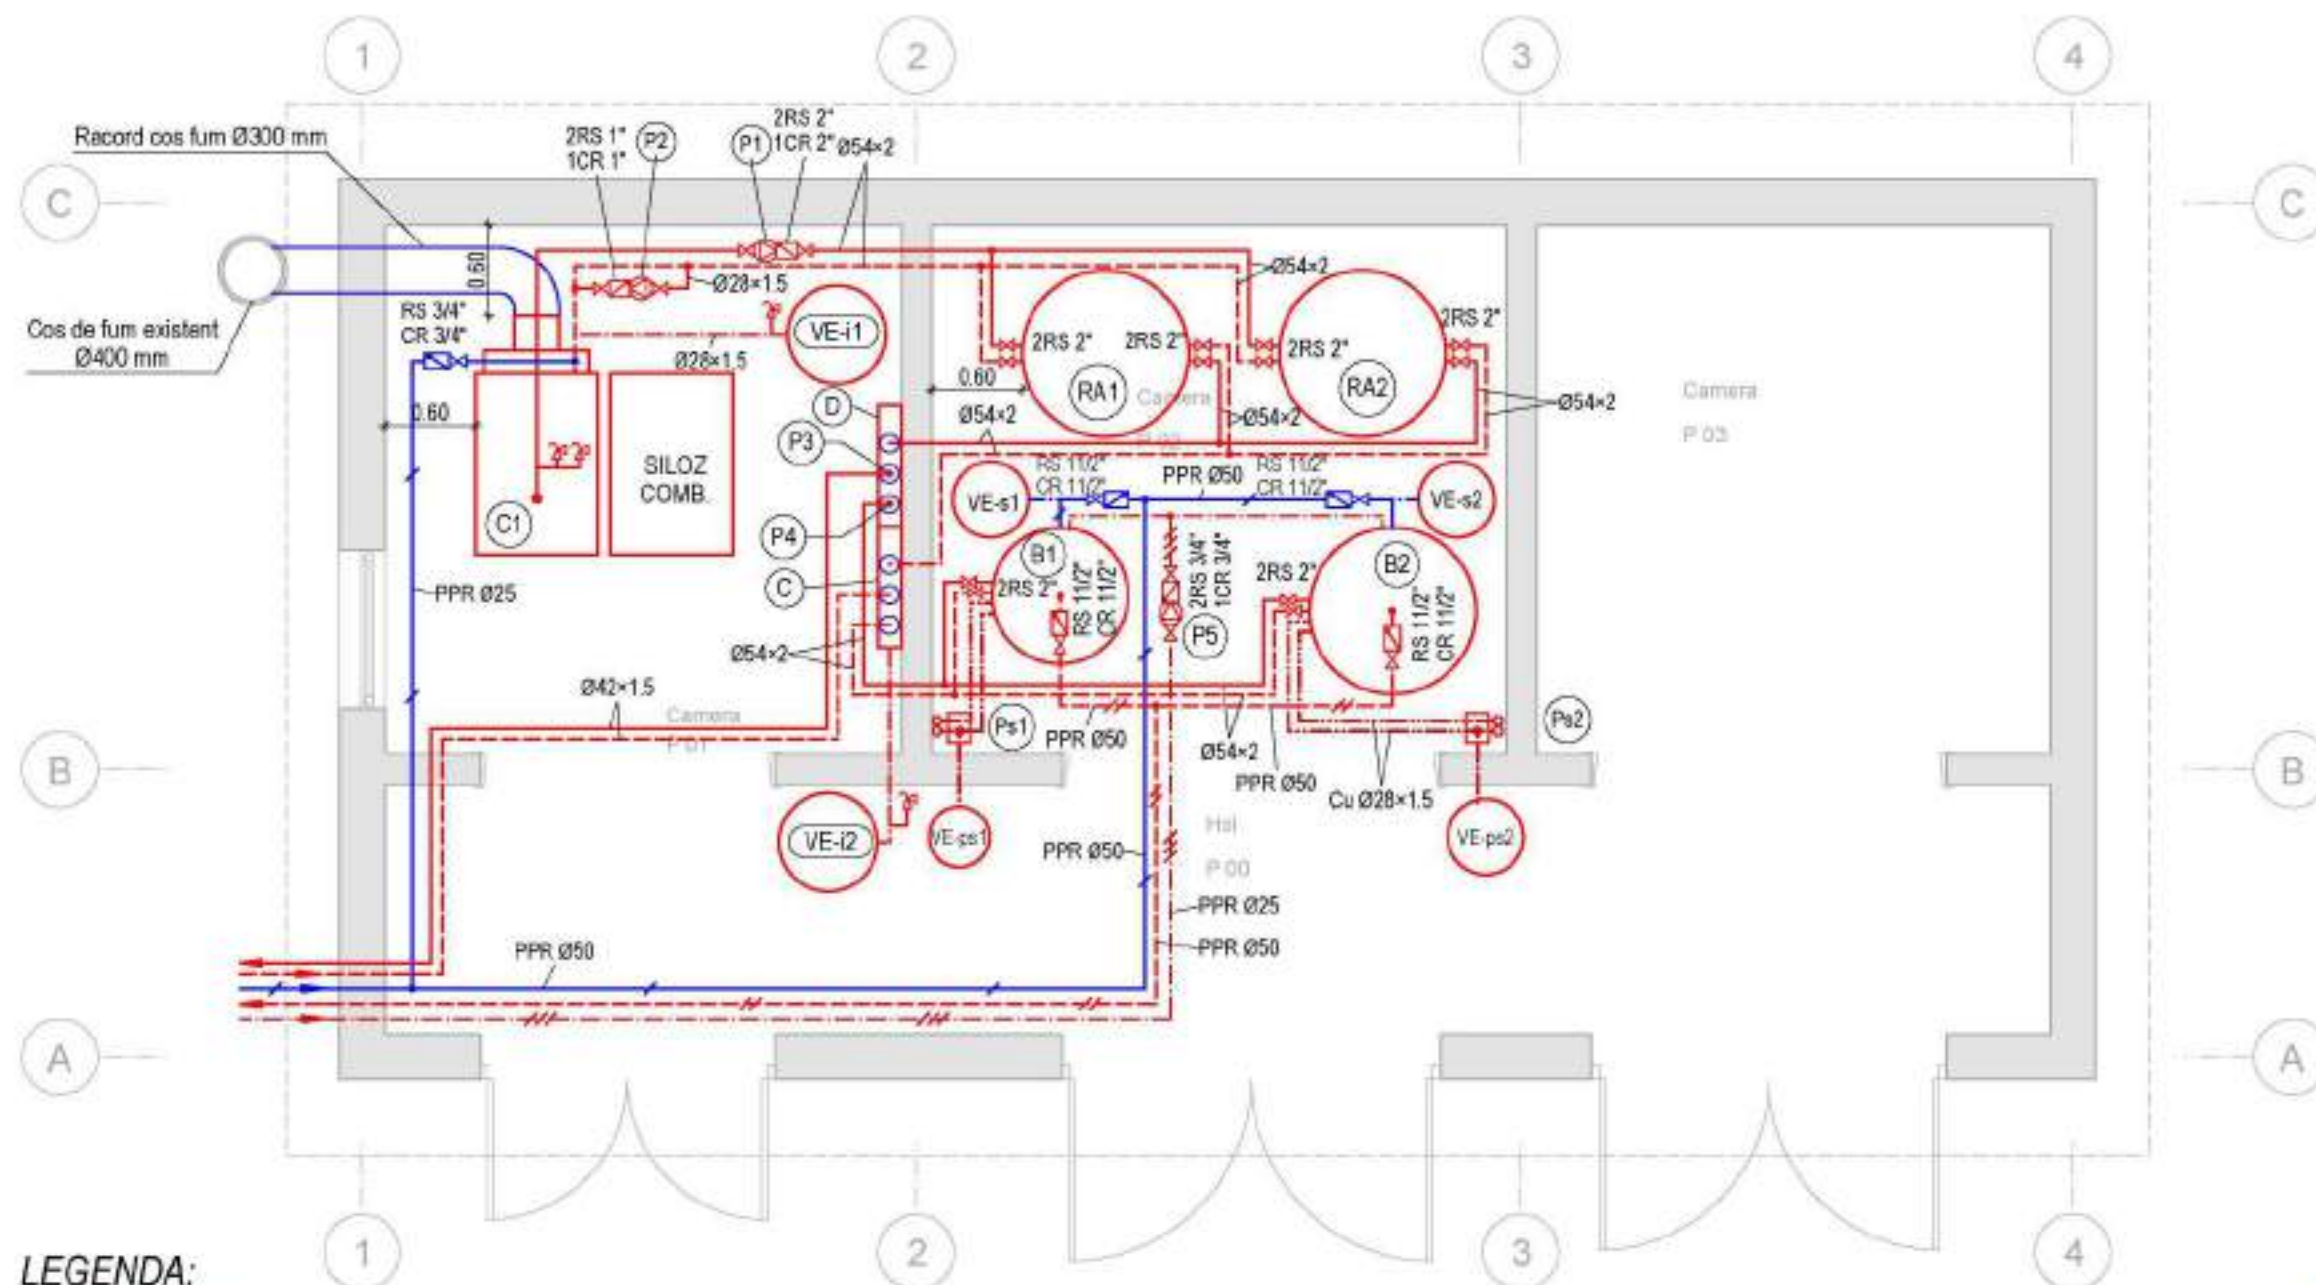 1
2
3
4
Racord cos fum Ø300 mm
2RS 1"
1CR 1"
P2
P1
2RS 2"
1CR 2"
Ø54×2
C
C
0.60
Ø28×1.5
Ø54×2
Cos de fum existent
Ø400 mm
RS 3/4"
CR 3/4"
VE-i1
2RS 2"
2RS 2"
2RS 2"
2RS 2"
Ø28×1.5
0.60
RA1
RA2
Camera
P 02
Camera
P 03
Ø54×2
Ø54×2
Ø54×2
0.60
D
P3
SILOZ
COMB.
C1
P4
C
VE-s1
RS 11/2"
CR 11/2"
PPR Ø50
RS 11/2"
CR 11/2"
VE-s2
B1
2RS 3/4"
1CR 3/4"
B2
2RS 2"
2RS 2"
RS 11/2"
CR 11/2"
RS 11/2"
CR 11/2"
P5
PPR Ø25
Ø54×2
Ø42×1.5
Camera
P 01
Ps1
PPR Ø50
Ø54×2
PPR Ø50
Cu Ø28×1.5
Ps2
B
B
VE-i2
VE-ps1
VE-ps2
PPR Ø50
Hol
P 00
PPR Ø25
PPR Ø50
PPR Ø50
A
A
1
2
3
4
LEGENDA: